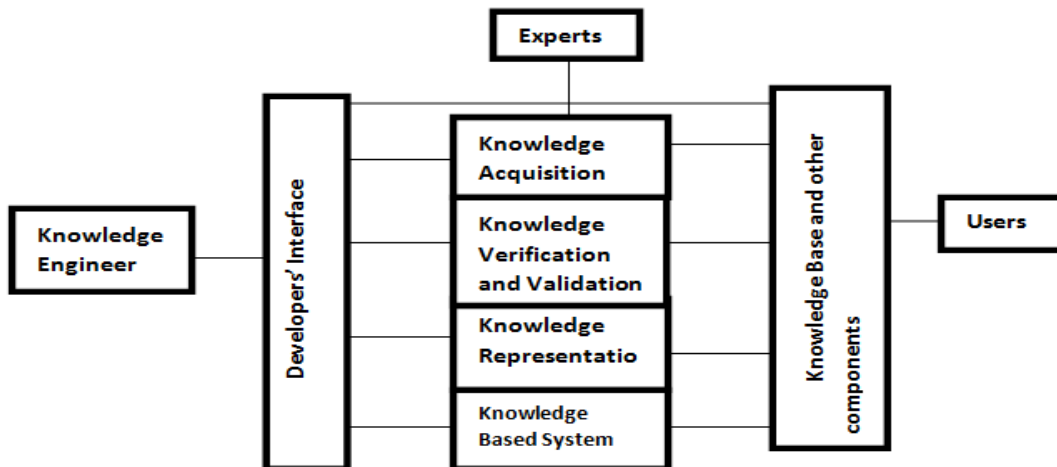 Experts
Knowledge
Acquisition
Knowledge
Verification
and Validation
Knowledge
Representatio
Knowledge
Based System
Knowledge
Engineer
Developers' Interface
Knowledge Base and other
components
Users